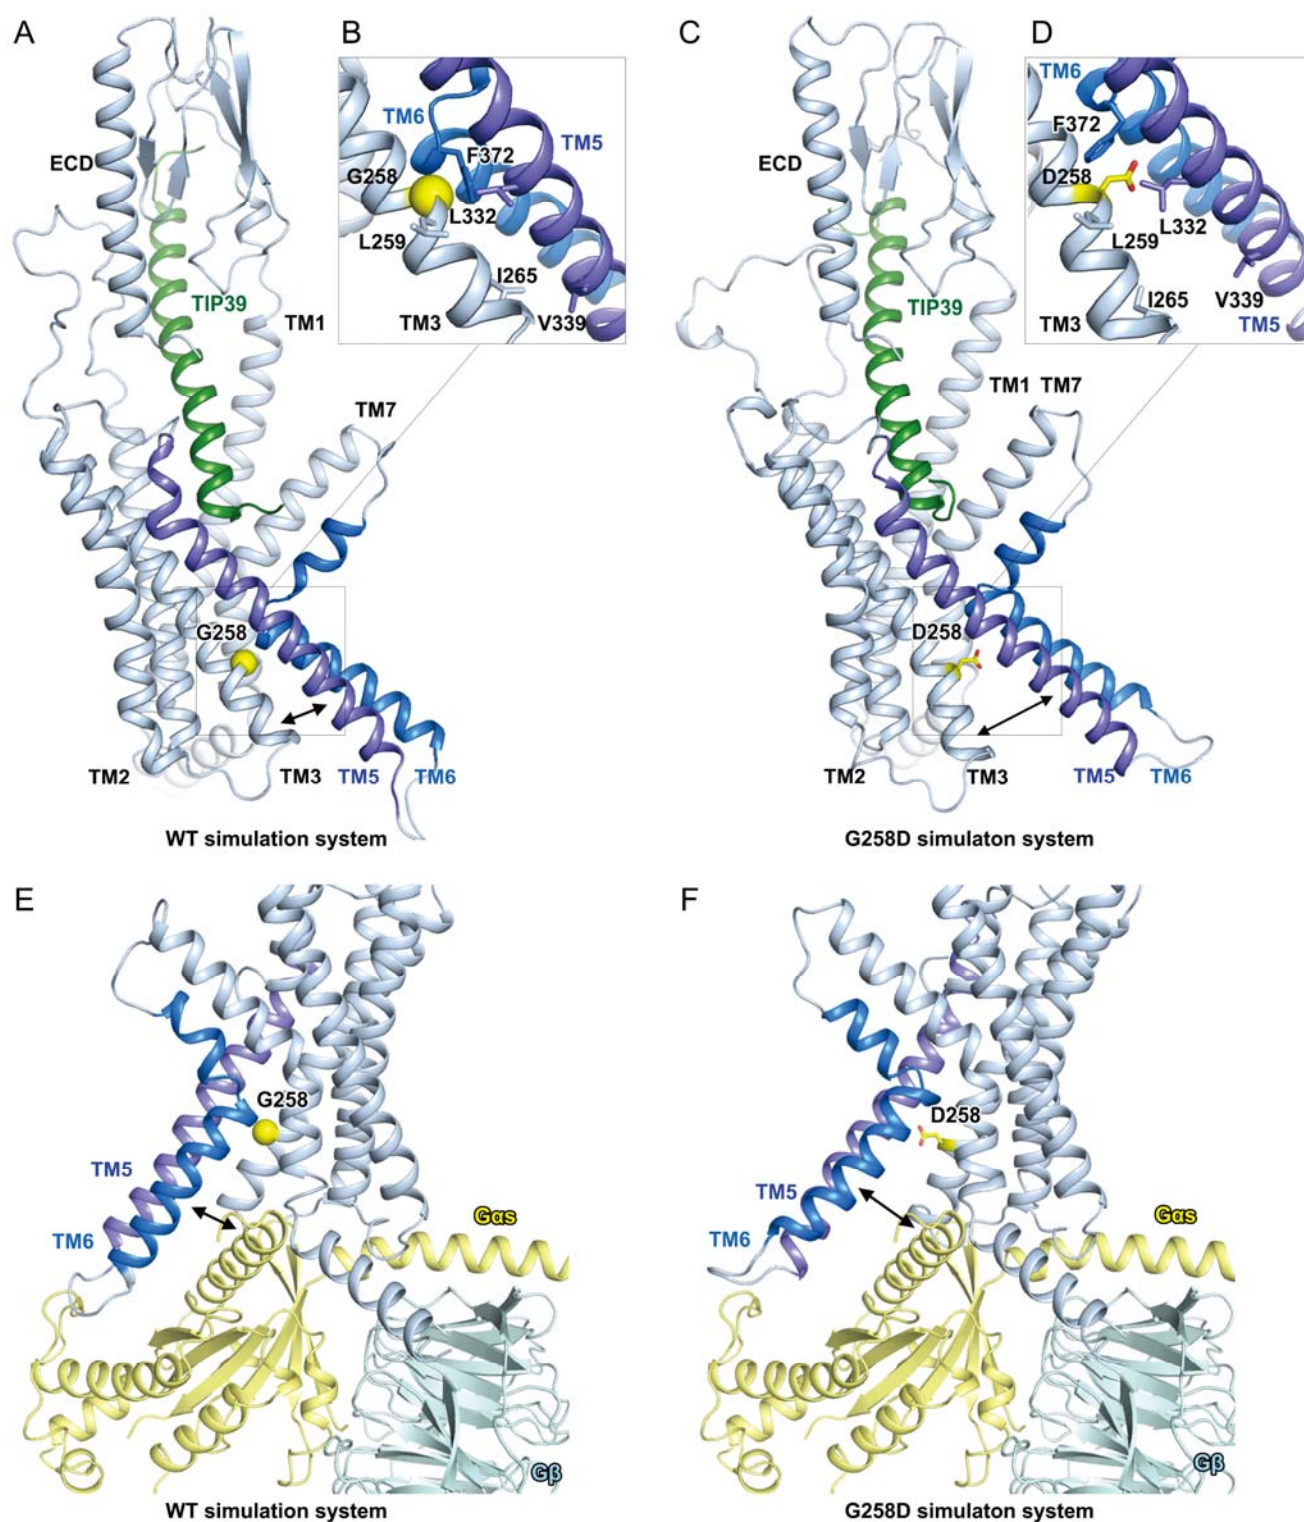 A
B
C
D
TM6
TM5
F372
G258
L332
L259
I265
V339
TM3
ECD
TIP39
TM1
TM7
G258
TM2
TM3
TM5
TM6
WT simulation system
TM6
F372
D258
L332
L259
I265
V339
TM3
TM5
ECD
TIP39
TM1 TM7
D258
TM2
TM3
TM5
TM6
G258D simulaton system
E
F
G258
TM5
TM6
Gαs
Gβ
WT simulation system
D258
TM5
TM6
Gαs
Gβ
G258D simulaton system